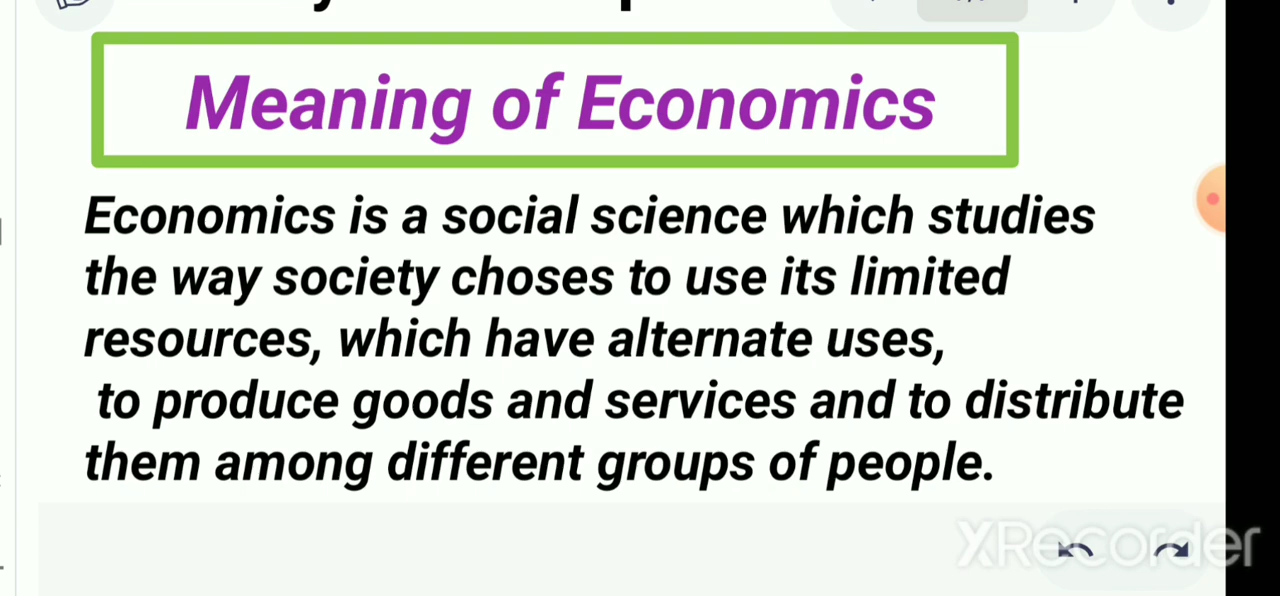 Meaning of Economics
Economics is a social science which studies
the way society choses to use its limited
resources, which have alternate uses,
to produce goods and services and to distribute
them among different groups of people.
XRecorder